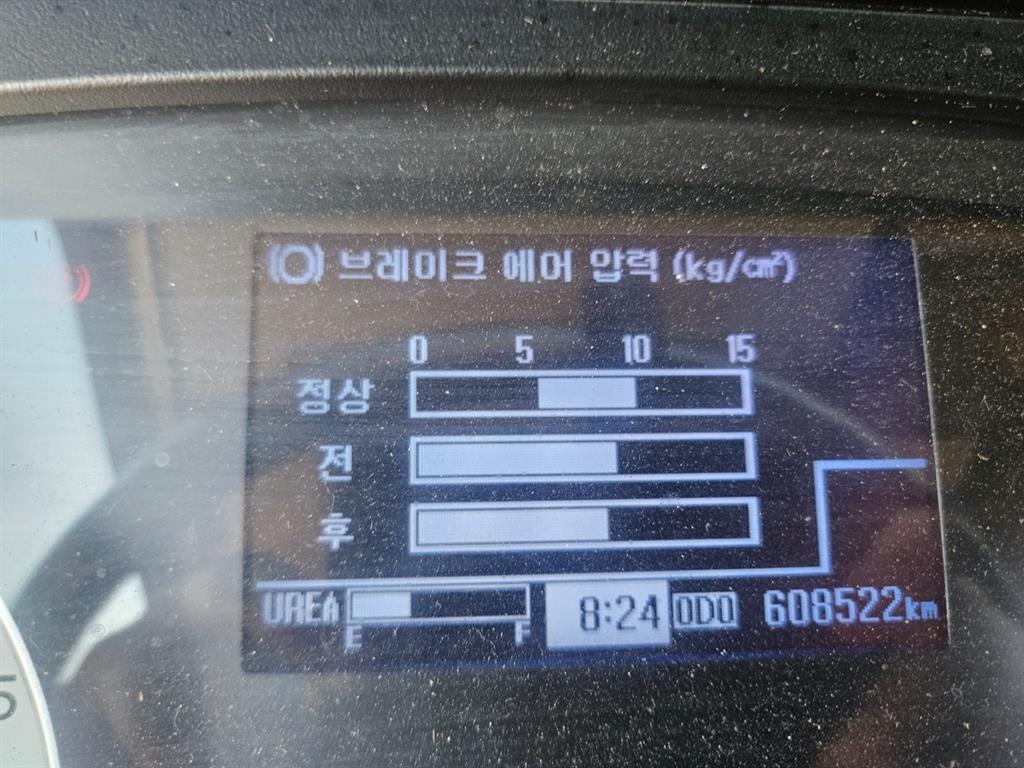 브레이크 에어 압력 (kg/㎠)
0 5 10 15
정상
전
후
UREA E F 8:24 ODO 608522km